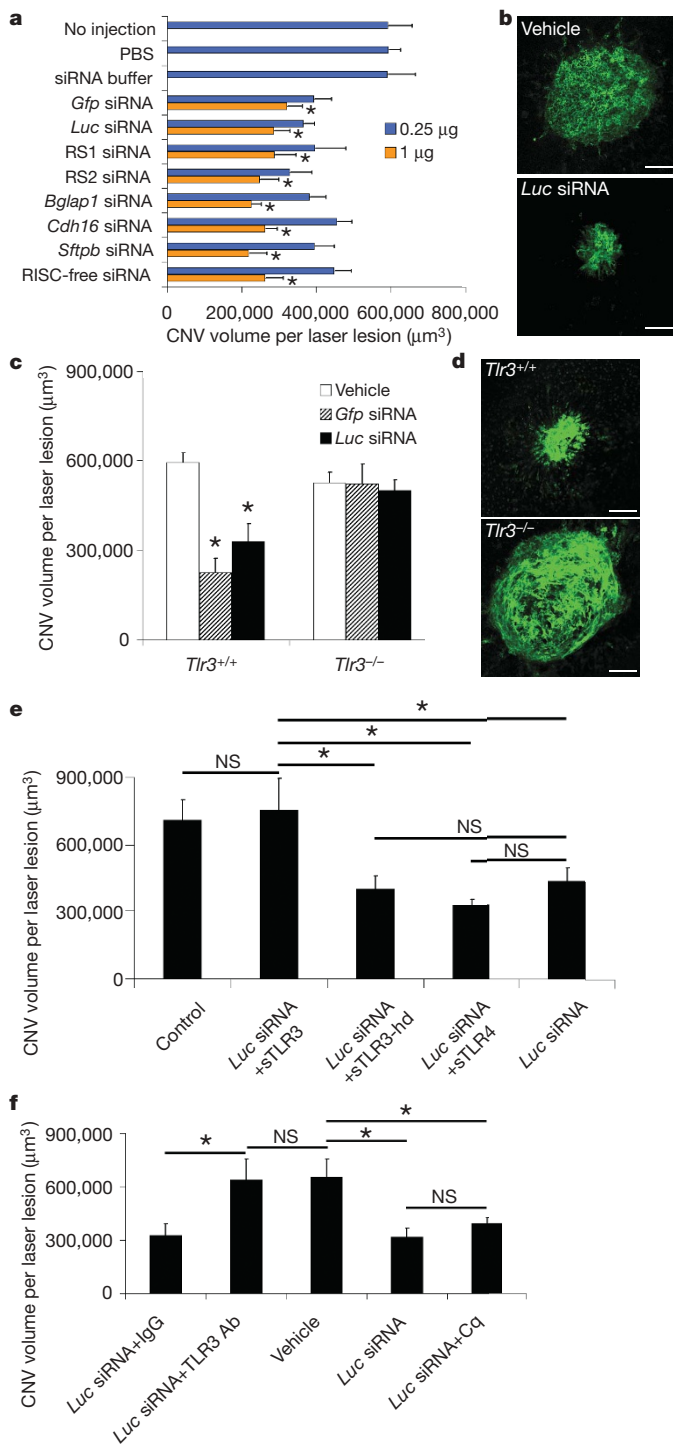 a
No injection
PBS
siRNA buffer
Gfp siRNA
Luc siRNA
RS1 siRNA
RS2 siRNA
Bglap1 siRNA
Cdh16 siRNA
Sftpb siRNA
RISC-free siRNA
*
*
*
*
*
*
*
*
0.25 μg
1 μg
0 200,000 400,000 600,000 800,000
CNV volume per laser lesion (μm³)
b
Vehicle
Luc siRNA
c
CNV volume per laser lesion (μm³)
900,000
600,000
300,000
0
Vehicle
Gfp siRNA
Luc siRNA
* *
Tlr3+/+ Tlr3–/–
d
Tlr3+/+
Tlr3–/–
e
CNV volume per laser lesion (μm³)
900,000
600,000
300,000
0
*
*
NS *
NS
NS
Control
Luc siRNA
+sTLR3
Luc siRNA
+sTLR3-hd
Luc siRNA
+sTLR4
Luc siRNA
f
CNV volume per laser lesion (μm³)
900,000
600,000
300,000
0
*
* NS *
NS
Luc siRNA+IgG
Luc siRNA+TLR3 Ab
Vehicle
Luc siRNA
Luc siRNA+Cq